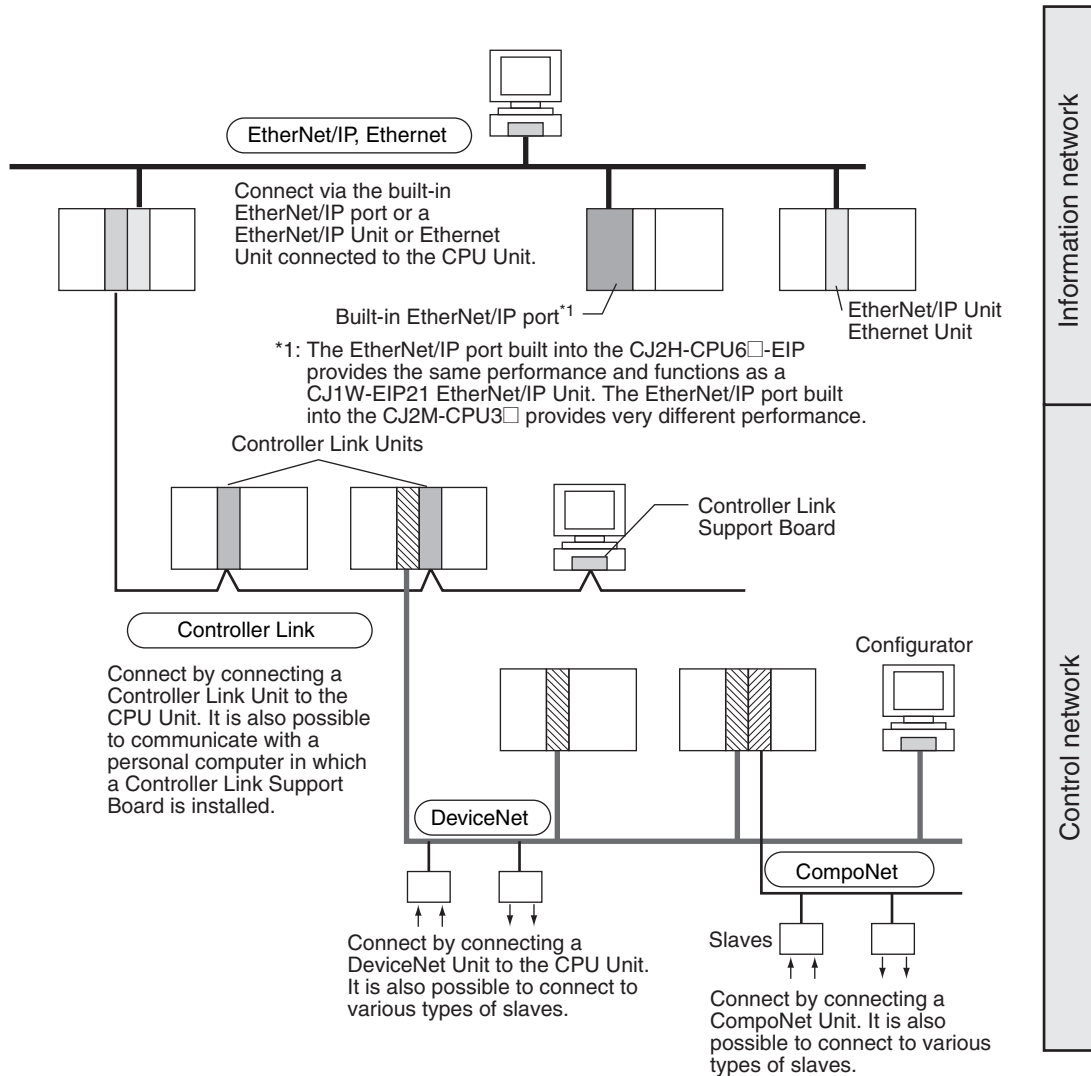 EtherNet/IP, Ethernet
Connect via the built-in
EtherNet/IP port or a
EtherNet/IP Unit or Ethernet
Unit connected to the CPU Unit.
Built-in EtherNet/IP port*1
EtherNet/IP Unit
Ethernet Unit
*1: The EtherNet/IP port built into the CJ2H-CPU6□-EIP
provides the same performance and functions as a
CJ1W-EIP21 EtherNet/IP Unit. The EtherNet/IP port built
into the CJ2M-CPU3□ provides very different performance.
Information network
Controller Link Units
Controller Link
Support Board
Controller Link
Connect by connecting a
Controller Link Unit to the
CPU Unit. It is also possible
to communicate with a
personal computer in which
a Controller Link Support
Board is installed.
Configurator
DeviceNet
CompoNet
Connect by connecting a
DeviceNet Unit to the CPU Unit.
It is also possible to connect to
various types of slaves.
Slaves
Connect by connecting a
CompoNet Unit. It is also
possible to connect to various
types of slaves.
Control network